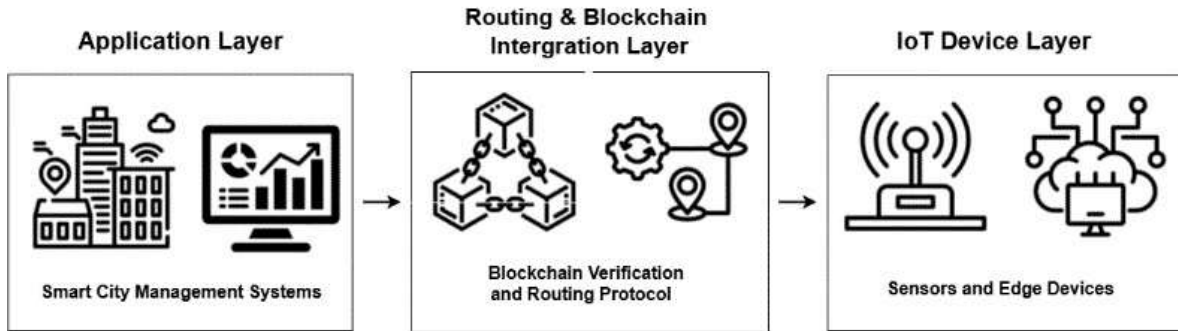 Application Layer
Smart City Management Systems
Routing & Blockchain
Intergration Layer
Blockchain Verification
and Routing Protocol
IoT Device Layer
Sensors and Edge Devices